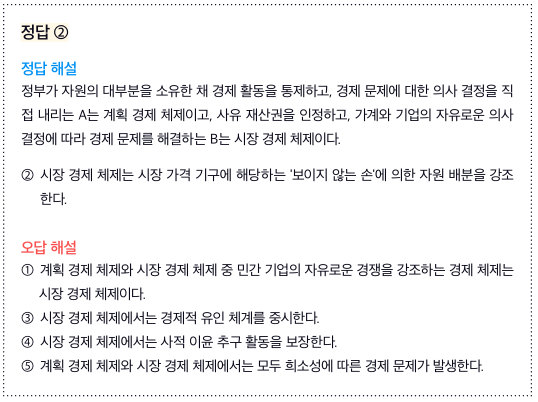 정답 ②
정답 해설
정부가 자원의 대부분을 소유한 채 경제 활동을 통제하고, 경제 문제에 대한 의사 결정을 직
접 내리는 A는 계획 경제 체제이고, 사유 재산권을 인정하고, 가계와 기업의 자유로운 의사
결정에 따라 경제 문제를 해결하는 B는 시장 경제 체제이다.
② 시장 경제 체제는 시장 가격 기구에 해당하는 '보이지 않는 손'에 의한 자원 배분을 강조
한다.
오답 해설
① 계획 경제 체제와 시장 경제 체제 중 민간 기업의 자유로운 경쟁을 강조하는 경제 체제는
시장 경제 체제이다.
③ 시장 경제 체제에서는 경제적 유인 체계를 중시한다.
④ 시장 경제 체제에서는 사적 이윤 추구 활동을 보장한다.
⑤ 계획 경제 체제와 시장 경제 체제에서는 모두 희소성에 따른 경제 문제가 발생한다.